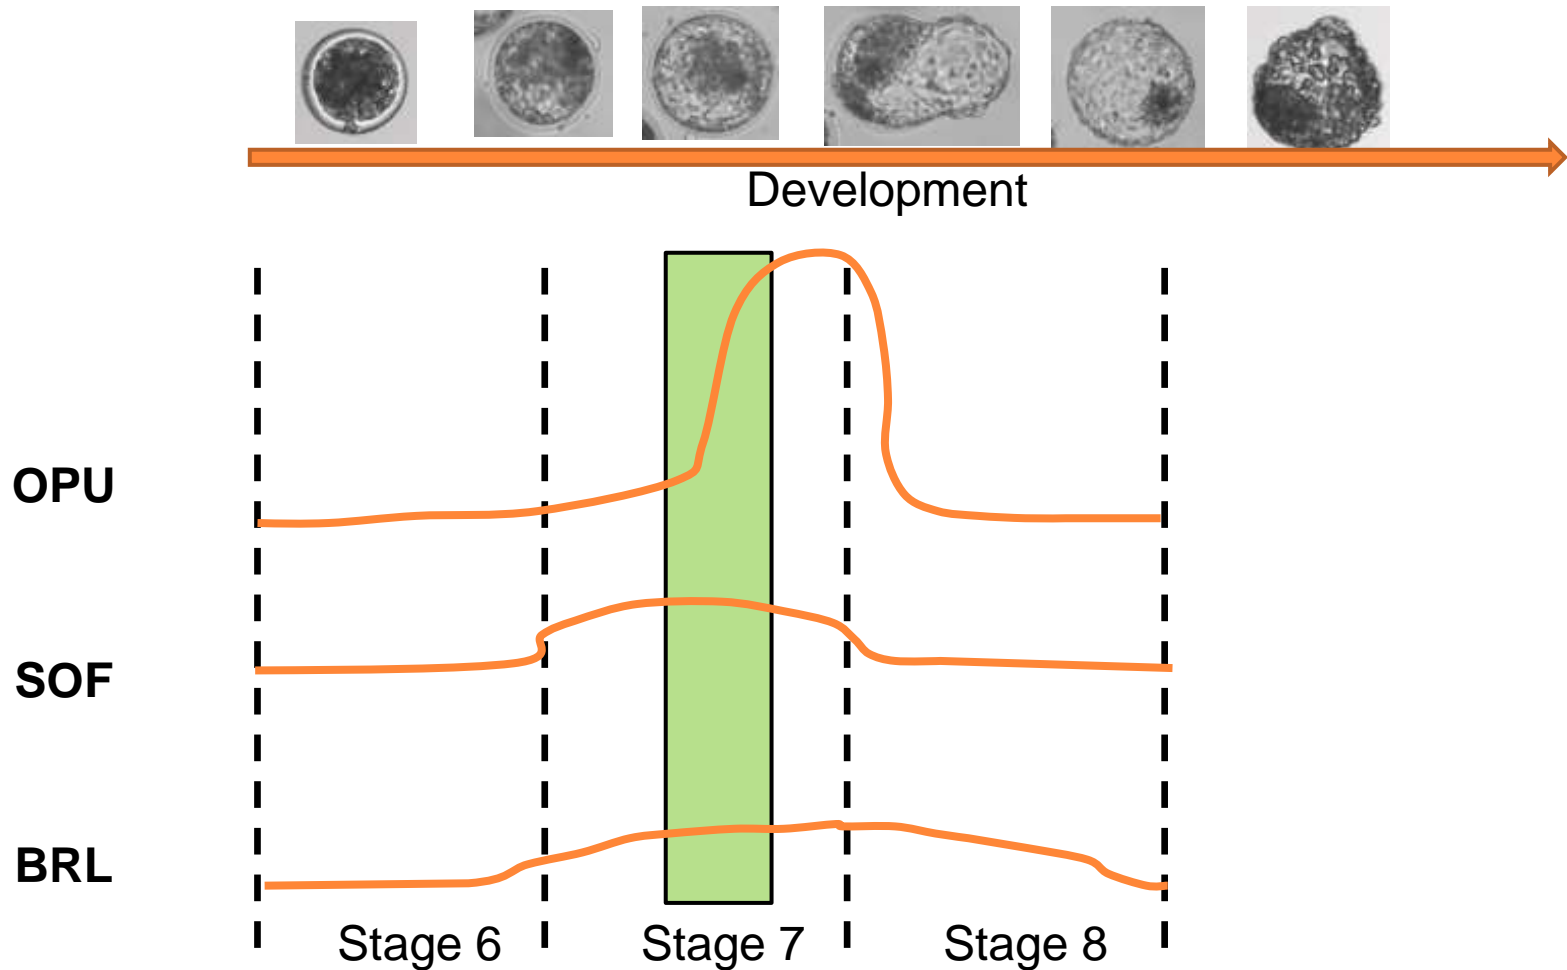 Development
OPU
SOF
BRL
Stage 6
Stage 7
Stage 8